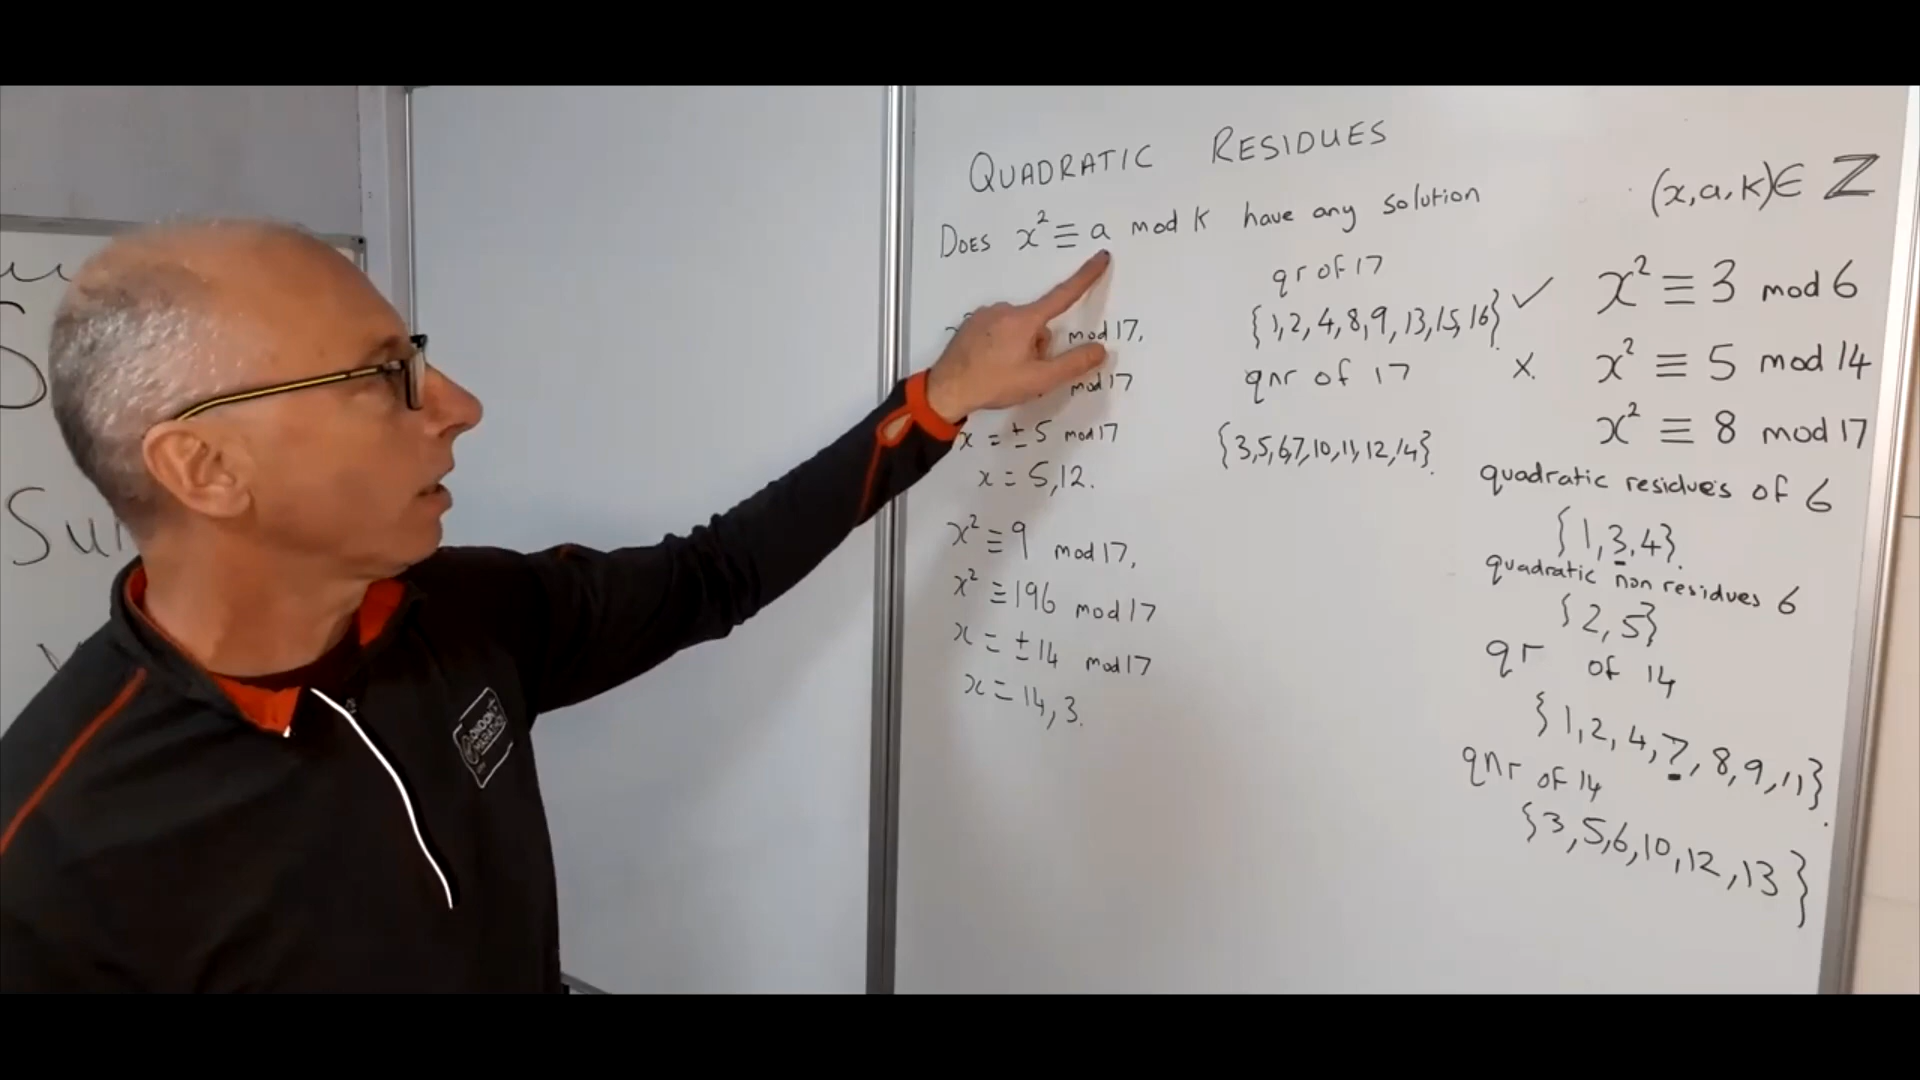 QUADRATIC RESIDUES
(x, a, k) ∈ ℤ
DOES x² ≡ a mod K have any solution
mod 17,
mod 17
x = ± 5 mod 17
x = 5, 12.
x² ≡ 9 mod 17,
x² ≡ 196 mod 17
x = ± 14 mod 17
x = 14, 3.
qr of 17
{1, 2, 4, 8, 9, 13, 15, 16} ✓
qnr of 17 x.
{3, 5, 6, 7, 10, 11, 12, 14}.
x² ≡ 3 mod 6
x² ≡ 5 mod 14
x² ≡ 8 mod 17
quadratic residues of 6
{1, 3, 4}.
quadratic non residues 6
{2, 5}
qr of 14
{1, 2, 4, 7, 8, 9, 11}.
qnr of 14
{3, 5, 6, 10, 12, 13}
LONDON
MARATHON